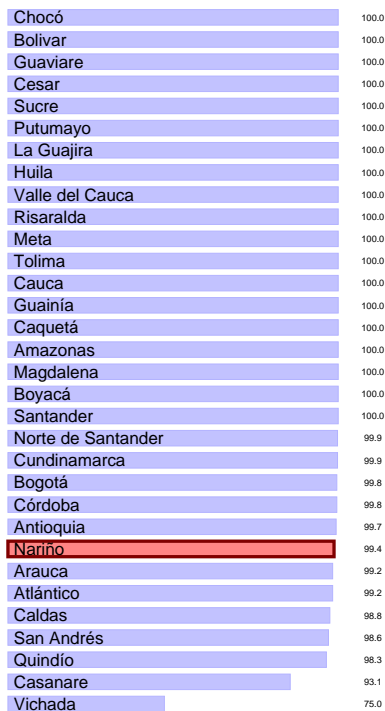 Chocó 100.0
Bolivar 100.0
Guaviare 100.0
Cesar 100.0
Sucre 100.0
Putumayo 100.0
La Guajira 100.0
Huila 100.0
Valle del Cauca 100.0
Risaralda 100.0
Meta 100.0
Tolima 100.0
Cauca 100.0
Guainía 100.0
Caquetá 100.0
Amazonas 100.0
Magdalena 100.0
Boyacá 100.0
Santander 100.0
Norte de Santander 99.9
Cundinamarca 99.9
Bogotá 99.8
Córdoba 99.8
Antioquia 99.7
Nariño 99.4
Arauca 99.2
Atlántico 99.2
Caldas 98.8
San Andrés 98.6
Quindío 98.3
Casanare 93.1
Vichada 75.0